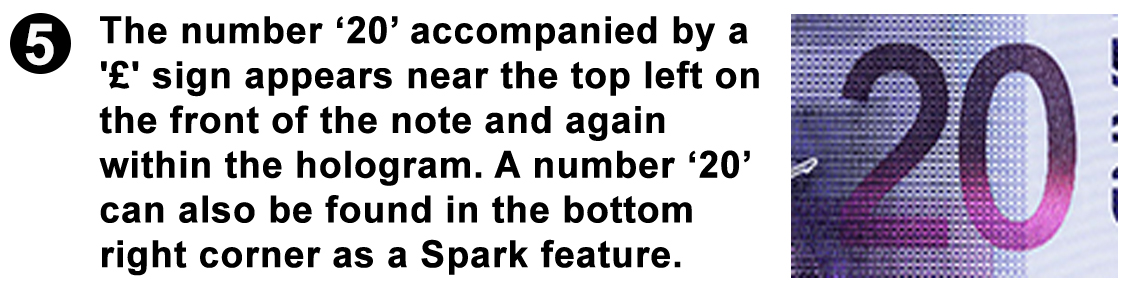 5
The number ‘20’ accompanied by a
'£' sign appears near the top left on
the front of the note and again
within the hologram. A number ‘20’
can also be found in the bottom
right corner as a Spark feature.
20